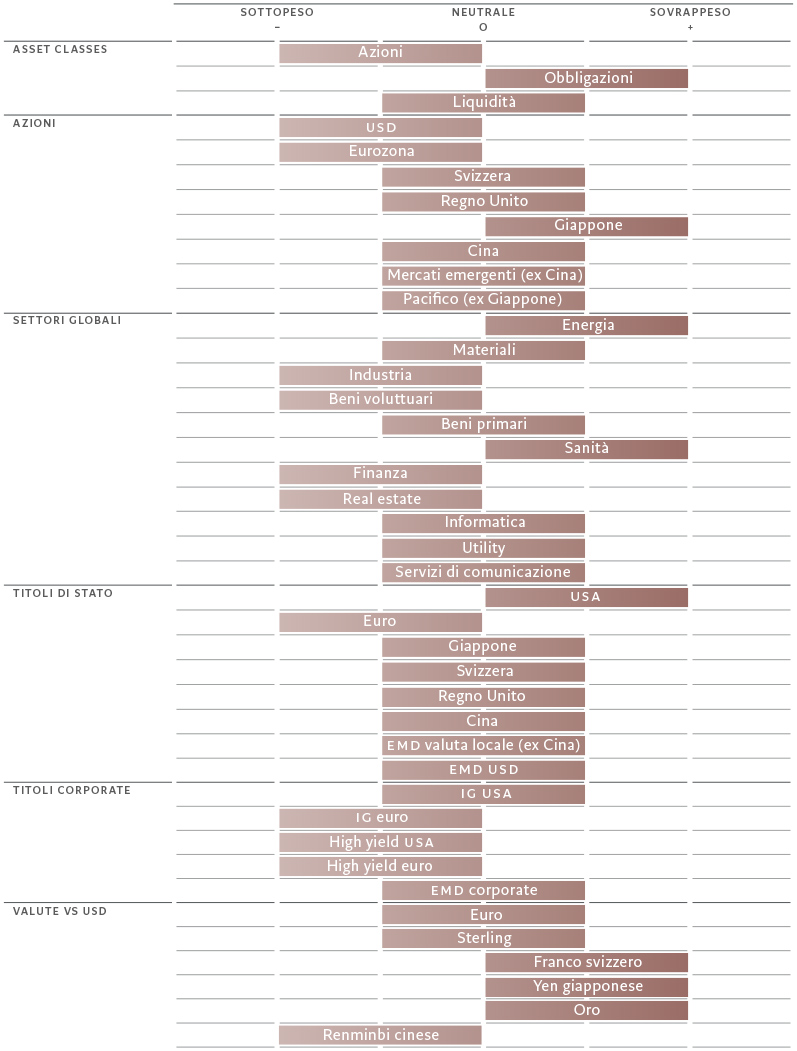 SOTTOPESO NEUTRALE SOVRAPPESO
– O +
ASSET CLASSES Azioni
Obbligazioni
Liquidità
AZIONI USD
Eurozona
Svizzera
Regno Unito
Giappone
Cina
Mercati emergenti (ex Cina)
Pacifico (ex Giappone)
SETTORI GLOBALI Energia
Materiali
Industria
Beni voluttuari
Beni primari
Sanità
Finanza
Real estate
Informatica
Utility
Servizi di comunicazione
TITOLI DI STATO USA
Euro
Giappone
Svizzera
Regno Unito
Cina
EMD valuta locale (ex Cina)
EMD USD
TITOLI CORPORATE IG USA
IG euro
High yield USA
High yield euro
EMD corporate
VALUTE VS USD Euro
Sterling
Franco svizzero
Yen giapponese
Oro
Renminbi cinese